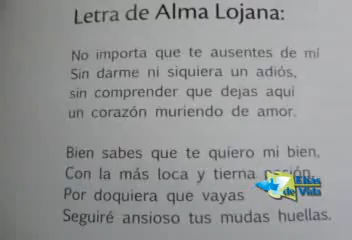 Letra de Alma Lojana:
No importa que te ausentes de mi
Sin darme ni siquiera un adiós,
sin comprender que dejas aquí
un corazón muriendo de amor.
Bien sabes que te quiero mi bien,
Con la más loca y tierna
Por doquiera que vayas
Seguiré ansioso tus mudas huellas.
de Vida